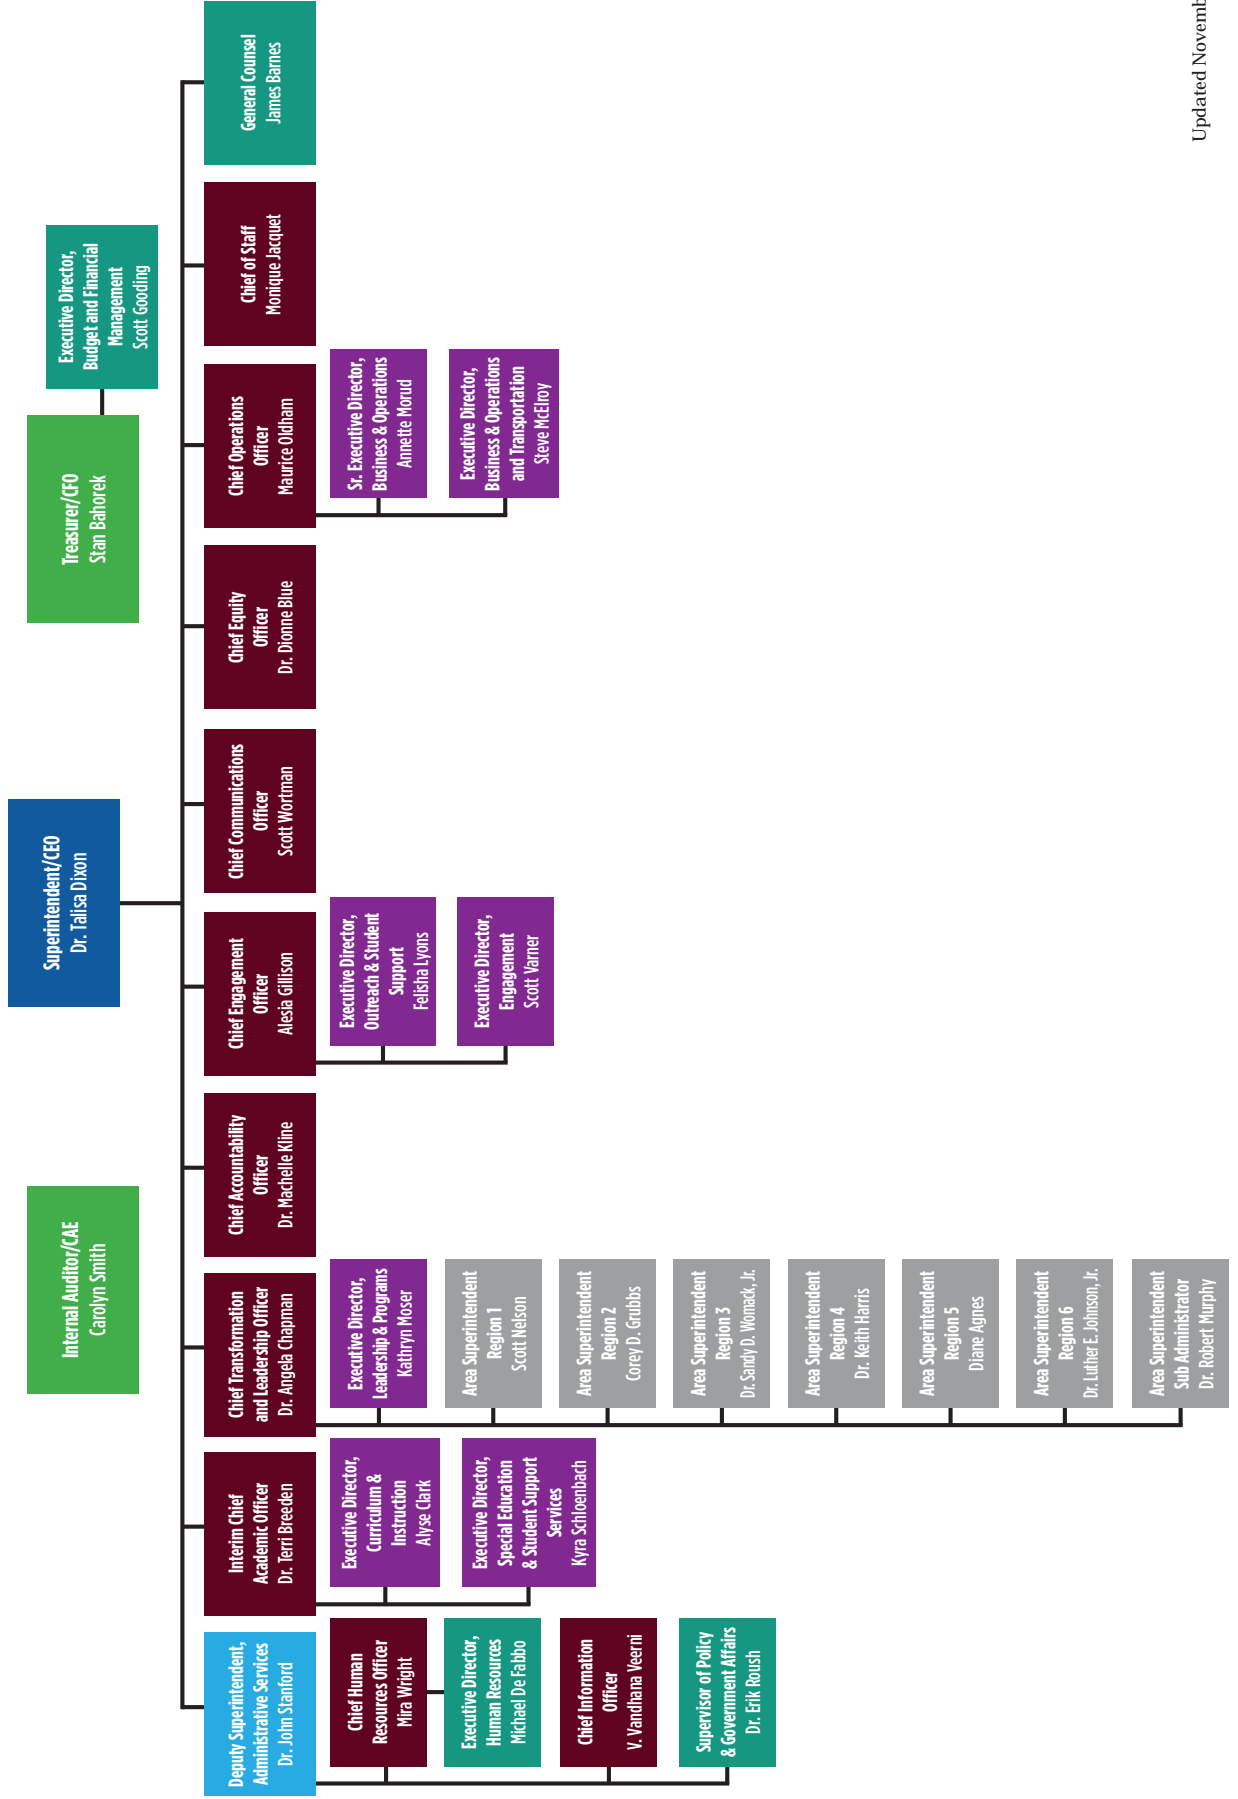 Superintendent/CEO
Dr. Talisa Dixon
Internal Auditor/CAE
Carolyn Smith
Treasurer/CFO
Stan Bahorek
Executive Director,
Budget and Financial
Management
Scott Gooding
Deputy Superintendent,
Administrative Services
Dr. John Stanford
Chief Human
Resources Officer
Mira Wright
Executive Director,
Human Resources
Michael De Fabbo
Chief Information
Officer
V. Vandhana Veerni
Supervisor of Policy
& Government Affairs
Dr. Erik Roush
Interim Chief
Academic Officer
Dr. Terri Breeden
Executive Director,
Curriculum &
Instruction
Alyse Clark
Executive Director,
Special Education
& Student Support
Services
Kyra Schloenbach
Chief Transformation
and Leadership Officer
Dr. Angela Chapman
Executive Director,
Leadership & Programs
Kathryn Moser
Area Superintendent
Region 1
Scott Nelson
Area Superintendent
Region 2
Corey D. Grubbs
Area Superintendent
Region 3
Dr. Sandy D. Womack, Jr.
Area Superintendent
Region 4
Dr. Keith Harris
Area Superintendent
Region 5
Diane Agnes
Area Superintendent
Region 6
Dr. Luther E. Johnson, Jr.
Area Superintendent
Sub Administrator
Dr. Robert Murphy
Chief Accountability
Officer
Dr. Machelle Kline
Chief Engagement
Officer
Alesia Gillison
Executive Director,
Outreach & Student
Support
Felisha Lyons
Executive Director,
Engagement
Scott Varner
Chief Communications
Officer
Scott Wortman
Chief Equity
Officer
Dr. Dionne Blue
Chief Operations
Officer
Maurice Oldham
Sr. Executive Director,
Business & Operations
Annette Morud
Executive Director,
Business & Operations
and Transportation
Steve McElroy
Chief of Staff
Monique Jacquet
General Counsel
James Barnes
Updated